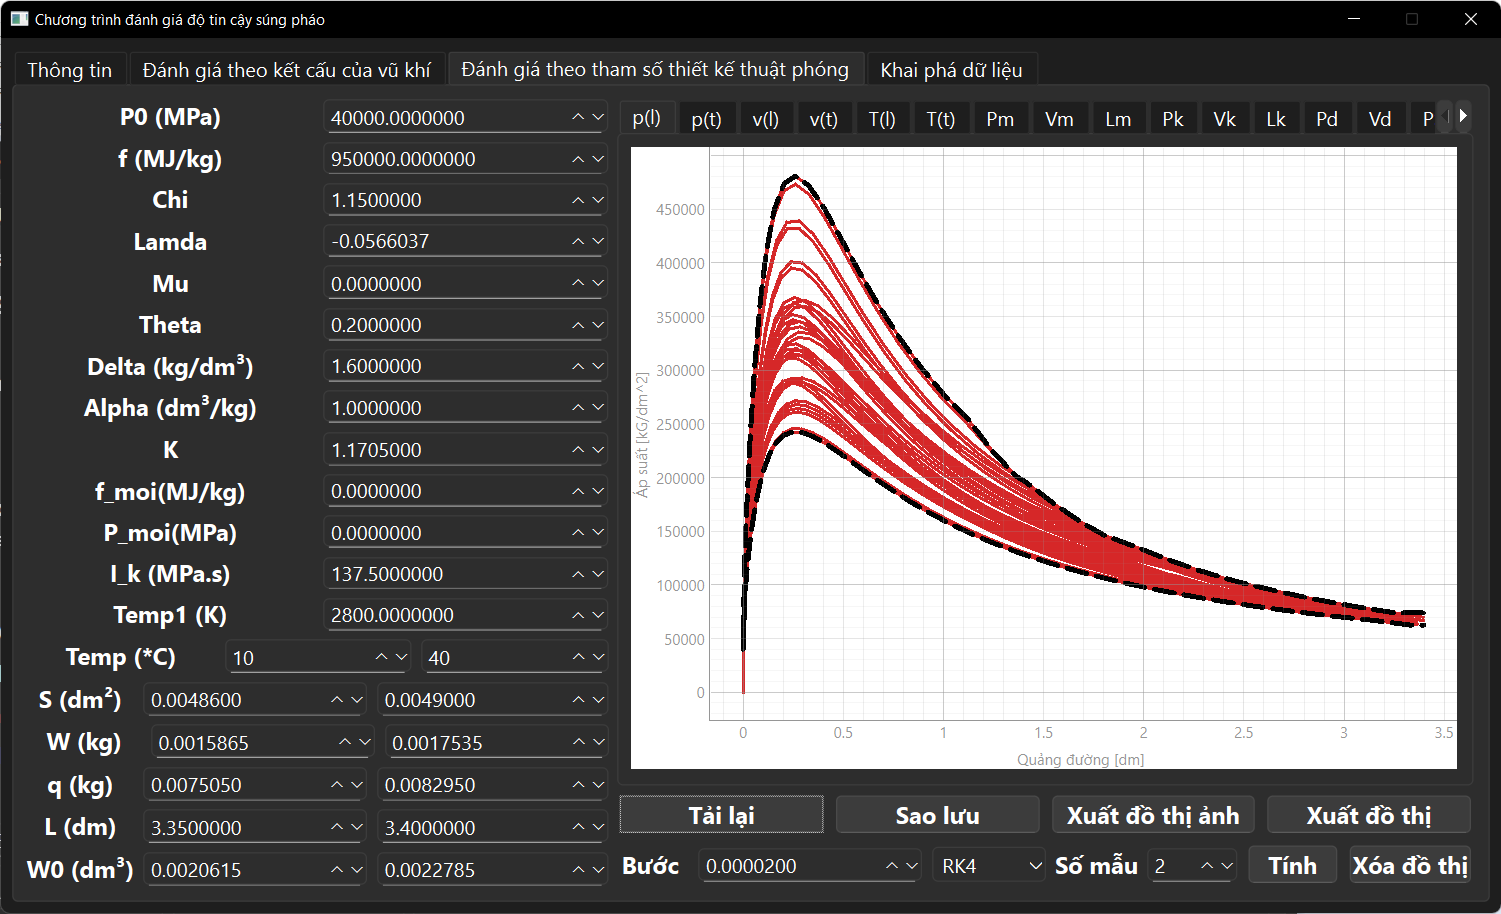 Chương trình đánh giá độ tin cậy súng pháo
Thông tin
Đánh giá theo kết cấu của vũ khí
Đánh giá theo tham số thiết kế thuật phóng
Khai phá dữ liệu
P0 (MPa) 40000.0000000
f (MJ/kg) 950000.0000000
Chi 1.1500000
Lamda -0.0566037
Mu 0.0000000
Theta 0.2000000
Delta (kg/dm³) 1.6000000
Alpha (dm³/kg) 1.0000000
K 1.1705000
f_moi(MJ/kg) 0.0000000
P_moi(MPa) 0.0000000
I_k (MPa.s) 137.5000000
Temp1 (K) 2800.0000000
Temp (*C) 10 40
S (dm²) 0.0048600 0.0049000
W (kg) 0.0015865 0.0017535
q (kg) 0.0075050 0.0082950
L (dm) 3.3500000 3.4000000
W0 (dm³) 0.0020615 0.0022785
p(l) p(t) v(l) v(t) T(l) T(t) Pm Vm Lm Pk Vk Lk Pd Vd P
450000
400000
350000
300000
250000
200000
150000
100000
50000
0
Áp suất [kG/dm^2]
0 0.5 1 1.5 2 2.5 3 3.5
Quảng đường [dm]
Tải lại
Sao lưu
Xuất đồ thị ảnh
Xuất đồ thị
Bước 0.0000200 RK4 Số mẫu 2 Tính Xóa đồ thị